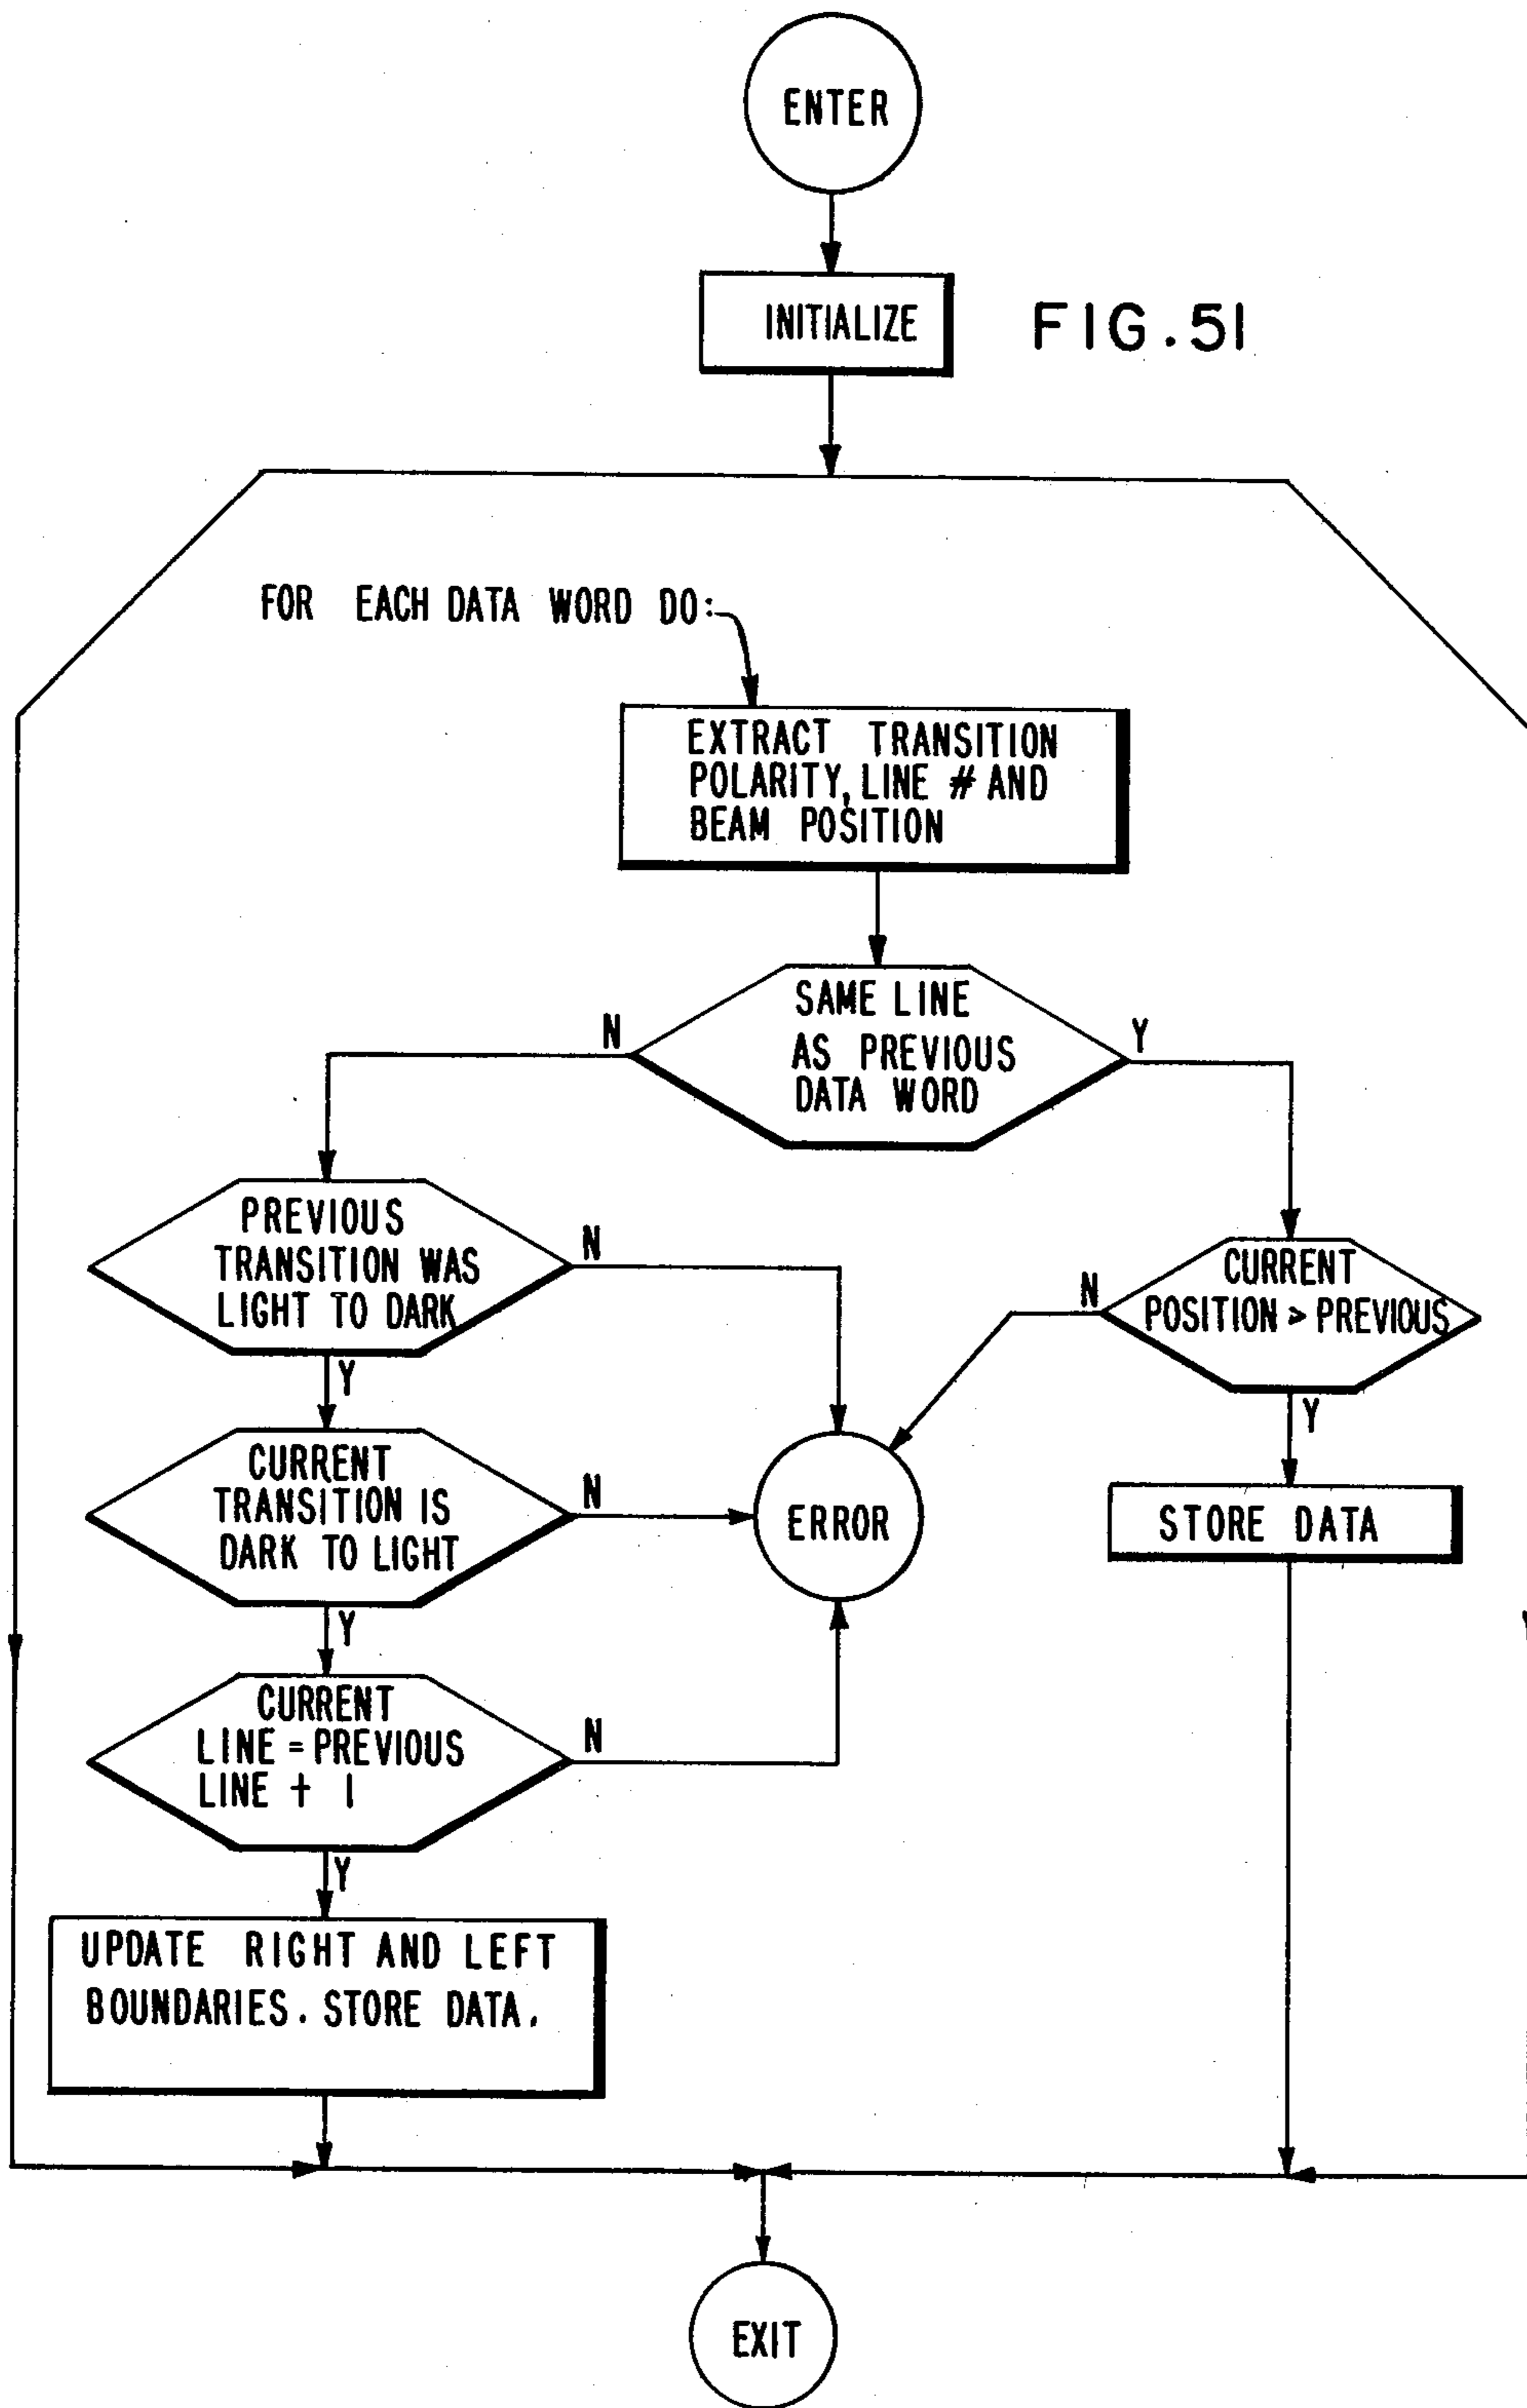 ENTER
INITIALIZE
FIG.51
FOR EACH DATA WORD DO:
EXTRACT TRANSITION
POLARITY, LINE # AND
BEAM POSITION
SAME LINE
AS PREVIOUS
DATA WORD
N
Y
PREVIOUS
TRANSITION WAS
LIGHT TO DARK
N
Y
CURRENT
POSITION > PREVIOUS
N
Y
CURRENT
TRANSITION IS
DARK TO LIGHT
N
Y
ERROR
STORE DATA
CURRENT
LINE = PREVIOUS
LINE + 1
N
Y
UPDATE RIGHT AND LEFT
BOUNDARIES. STORE DATA.
EXIT